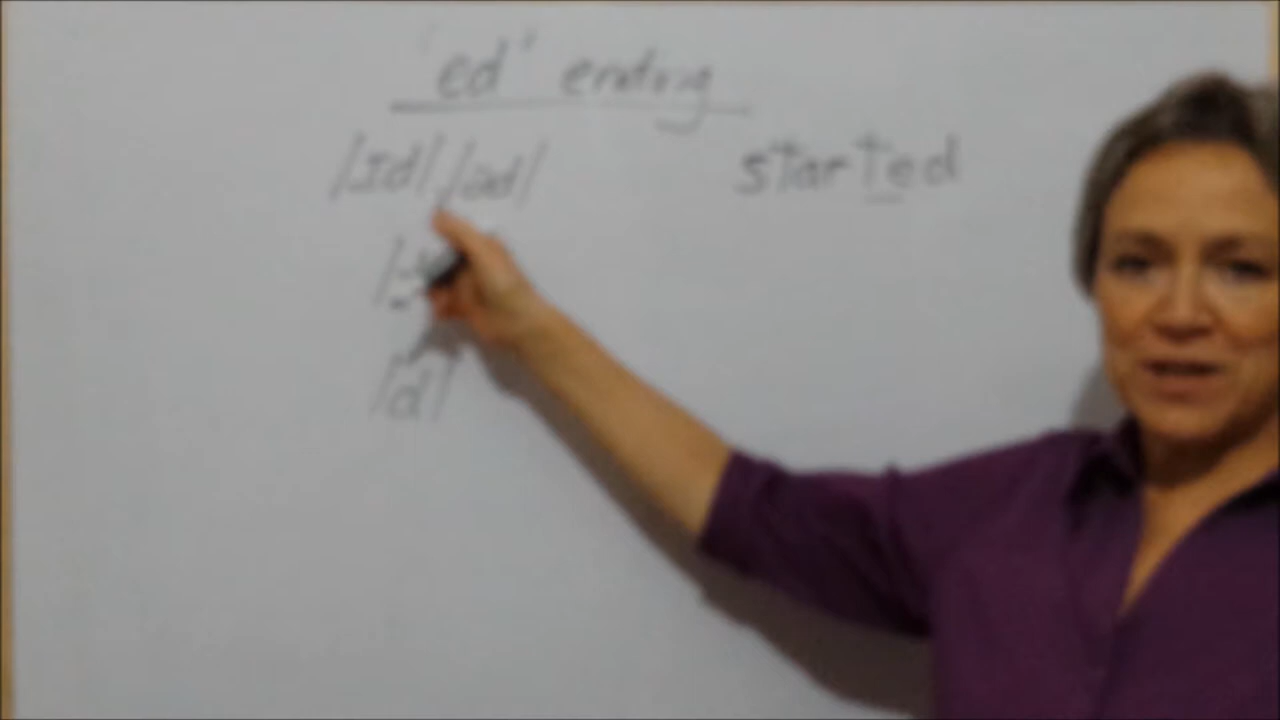 'ed' ending
/ɪd/ /əd/ started
/t
/d/